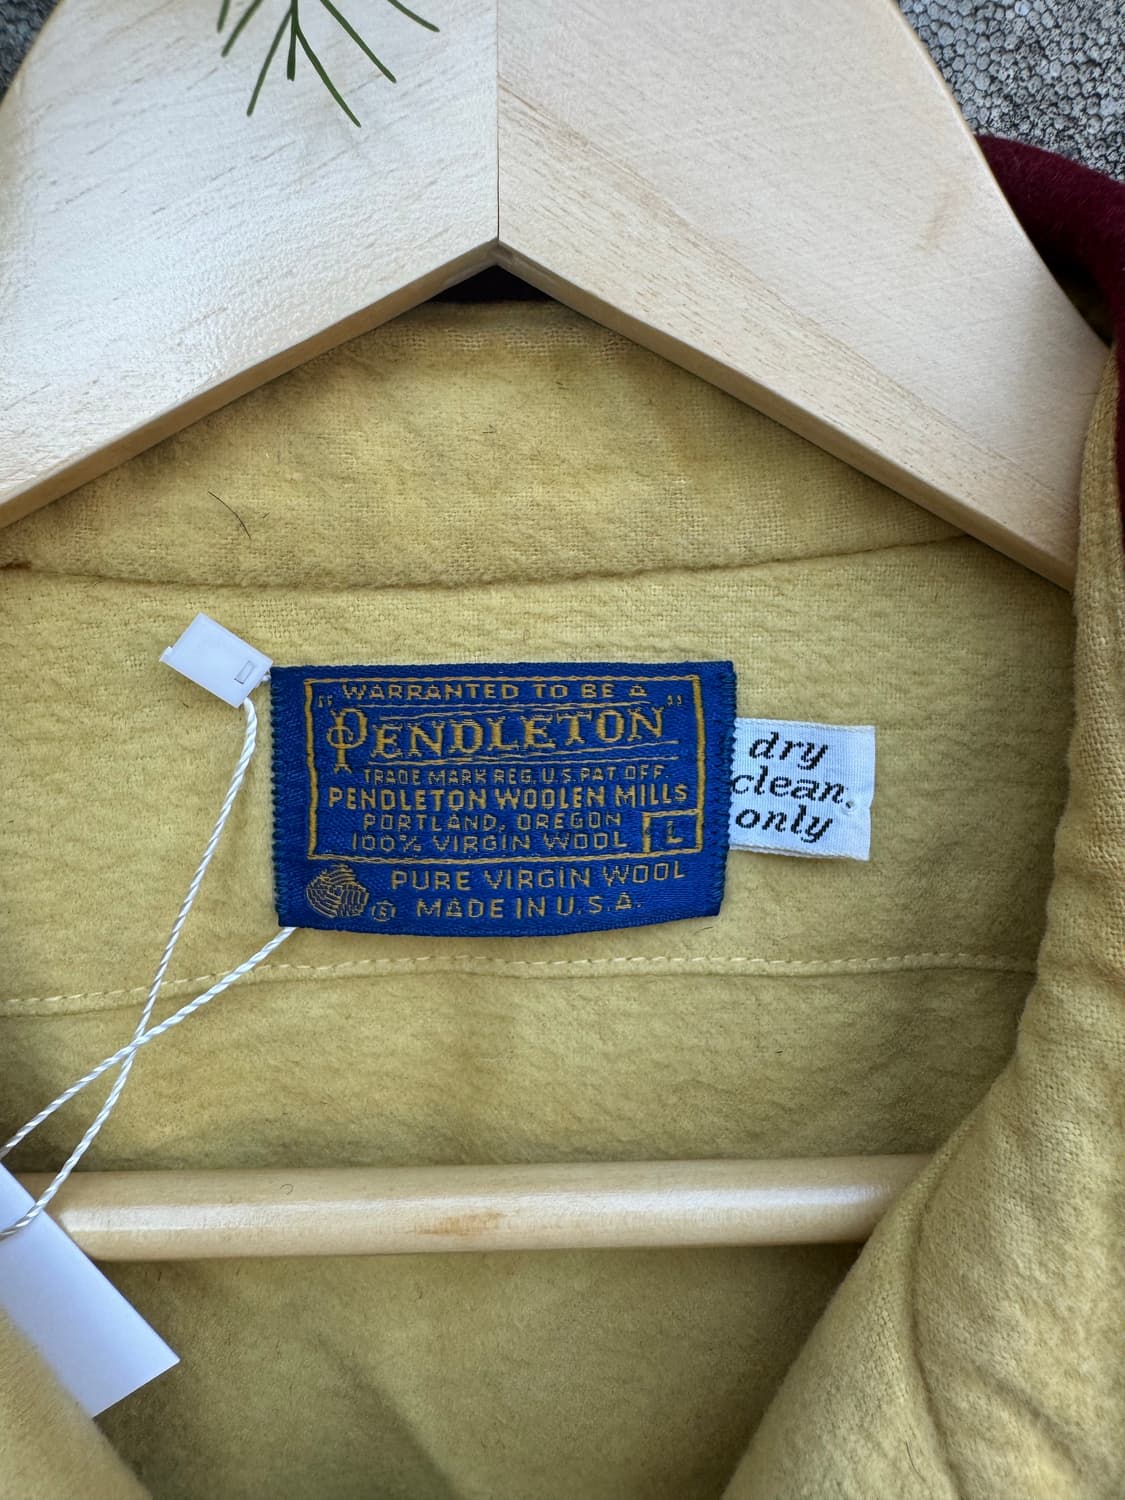 WARRANTED TO BE A
"PENDLETON"
TRADE MARK REG. U.S. PAT. OFF.
PENDLETON WOOLEN MILLS
PORTLAND, OREGON
100% VIRGIN WOOL L
PURE VIRGIN WOOL
® MADE IN U.S.A.
dry
clean
only